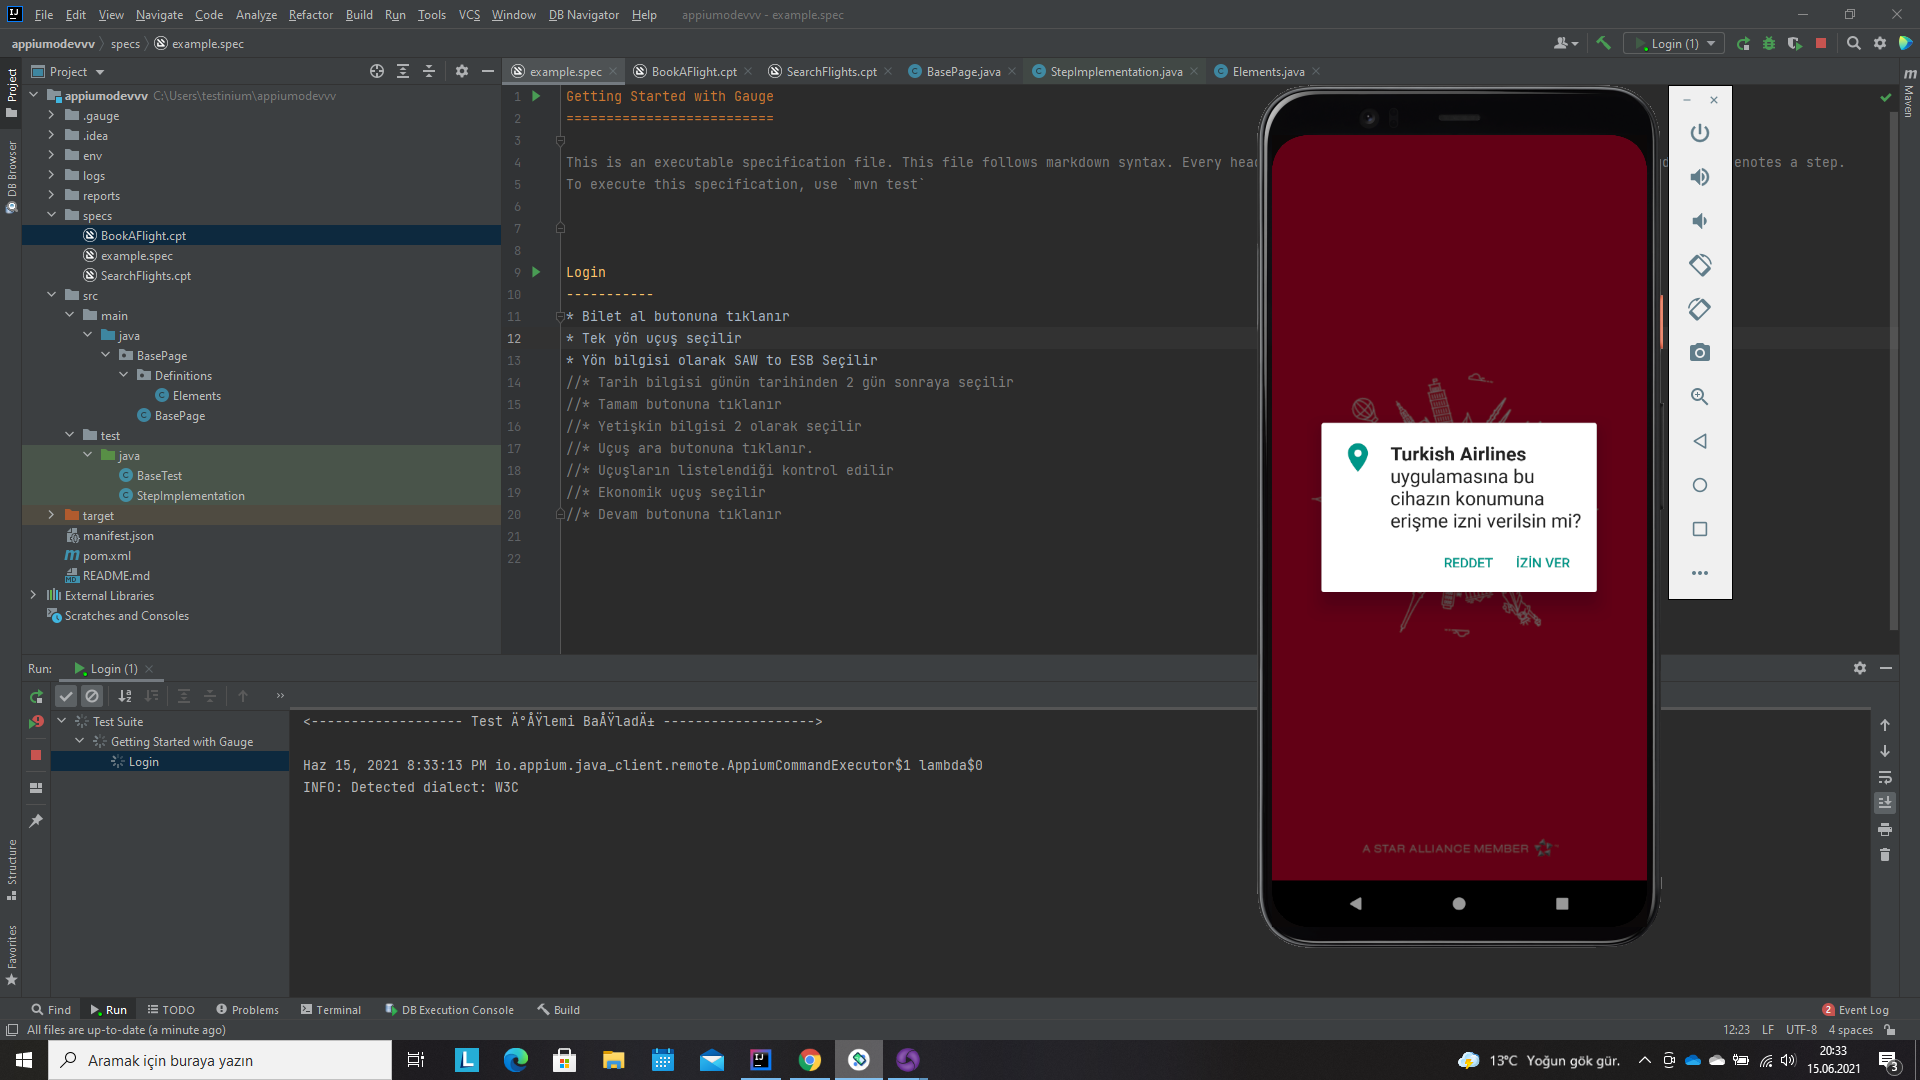 File Edit View Navigate Code Analyze Refactor Build Run Tools VCS Window DB Navigator Help appiumodevvv - example.spec
appiumodevvv specs example.spec
Login (1)
Project
example.spec BookAFlight.cpt SearchFlights.cpt BasePage.java StepImplementation.java Elements.java
Project
DB Browser
Structure
Favorites
Maven
appiumodevvv C:\Users\testinium\appiumodevvv
.gauge
.idea
env
logs
reports
specs
BookAFlight.cpt
example.spec
SearchFlights.cpt
src
main
java
BasePage
Definitions
Elements
BasePage
test
java
BaseTest
StepImplementation
target
manifest.json
pom.xml
README.md
External Libraries
Scratches and Consoles
1 Getting Started with Gauge
2 ==========================
3
4 This is an executable specification file. This file follows markdown syntax. Every hea enotes a step.
5 To execute this specification, use `mvn test`
6
7
8
9 Login
10 -----------
11 * Bilet al butonuna tıklanır
12 * Tek yön uçuş seçilir
13 * Yön bilgisi olarak SAW to ESB Seçilir
14 //* Tarih bilgisi günün tarihinden 2 gün sonraya seçilir
15 //* Tamam butonuna tıklanır
16 //* Yetişkin bilgisi 2 olarak seçilir
17 //* Uçuş ara butonuna tıklanır.
18 //* Uçuşların listelendiği kontrol edilir
19 //* Ekonomik uçuş seçilir
20 //* Devam butonuna tıklanır
21
22
Turkish Airlines
uygulamasına bu
cihazın konumuna
erişme izni verilsin mi?
REDDET İZİN VER
A STAR ALLIANCE MEMBER
Run: Login (1)
Test Suite
Getting Started with Gauge
Login
<------------------- Test Ä°ÅŸlemi BaÅŸladÄ± ------------------->
Haz 15, 2021 8:33:13 PM io.appium.java_client.remote.AppiumCommandExecutor$1 lambda$0
INFO: Detected dialect: W3C
Find Run TODO Problems Terminal DB Execution Console Build 2 Event Log
All files are up-to-date (a minute ago) 12:23 LF UTF-8 4 spaces
Aramak için buraya yazın
13°C Yoğun gök gür.
20:33
15.06.2021
3